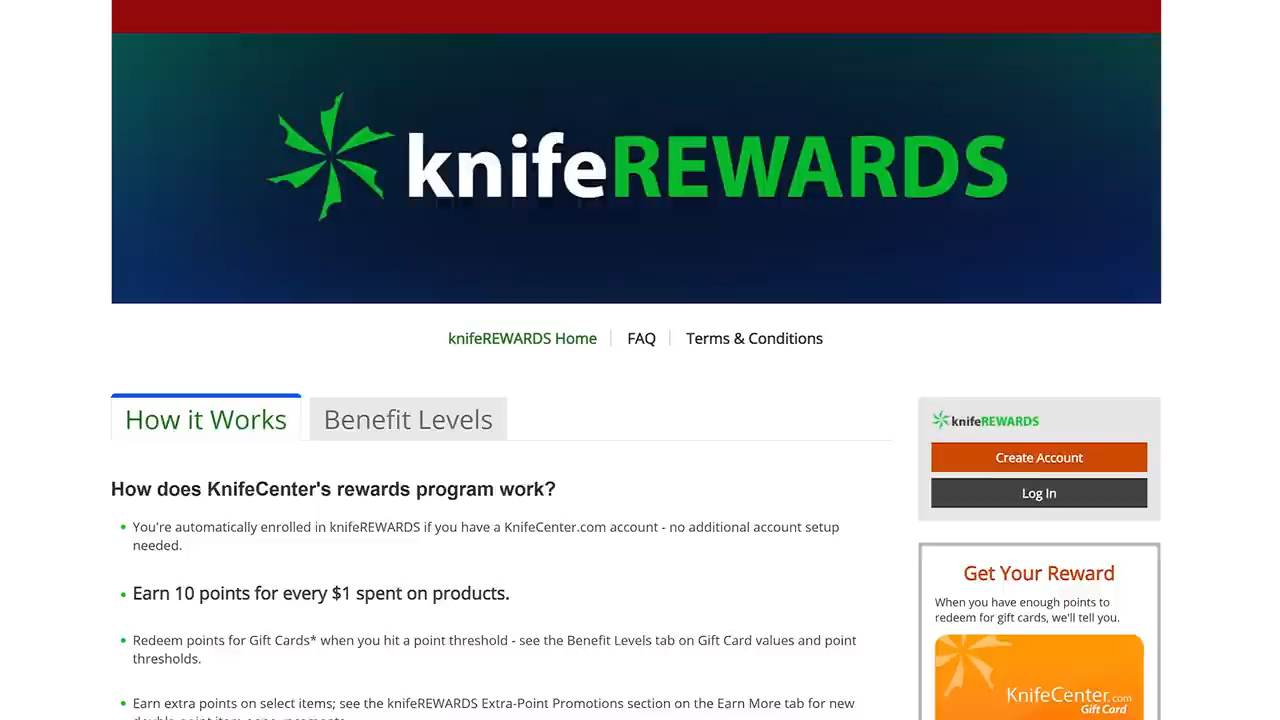 knifeREWARDS
knifeREWARDS Home
FAQ
Terms & Conditions
How it Works
Benefit Levels
How does KnifeCenter's rewards program work?
You're automatically enrolled in knifeREWARDS if you have a KnifeCenter.com account - no additional account setup
needed.
Earn 10 points for every $1 spent on products.
Redeem points for Gift Cards* when you hit a point threshold - see the Benefit Levels tab on Gift Card values and point
thresholds.
Earn extra points on select items; see the knifeREWARDS Extra-Point Promotions section on the Earn More tab for new
knifeREWARDS
Create Account
Log In
Get Your Reward
When you have enough points to
redeem for gift cards, we'll tell you.
KnifeCenter.com
Gift Card